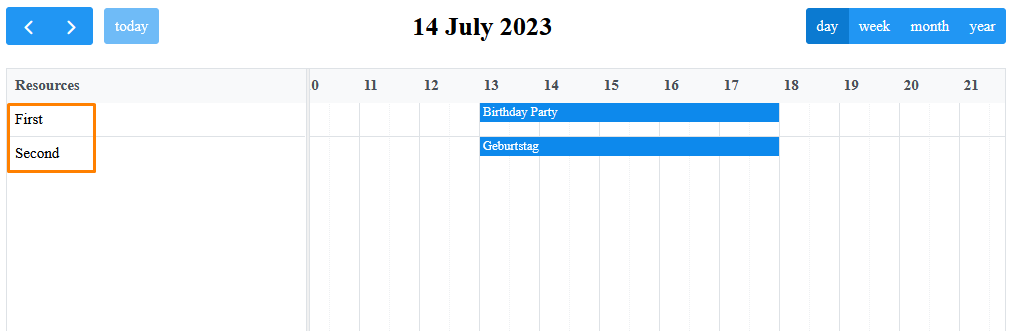 today 14 July 2023 day week month year
Resources 0 11 12 13 14 15 16 17 18 19 20 21
First Birthday Party
Second Geburtstag